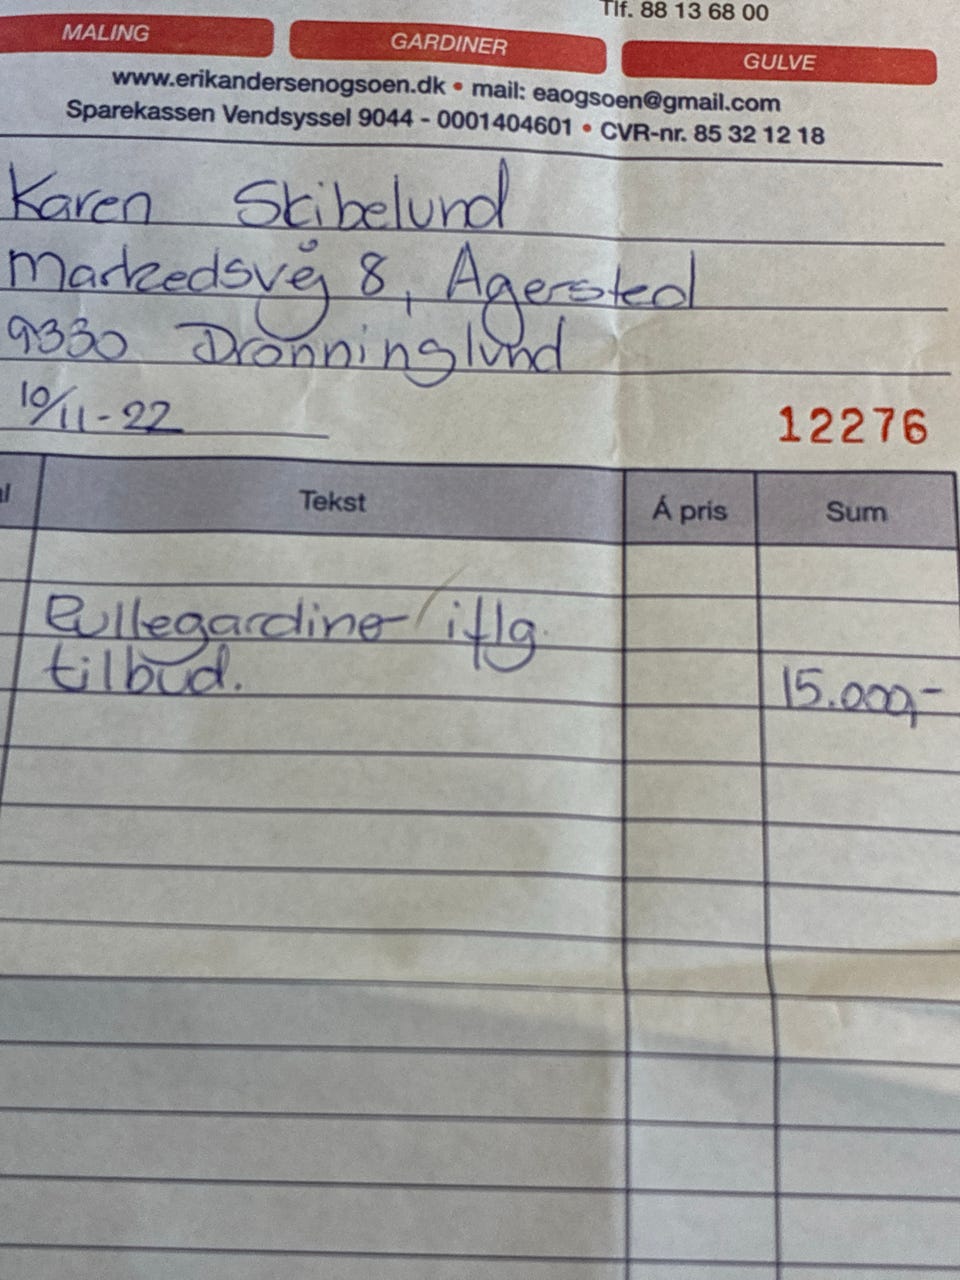 Tlf. 88 13 68 00
MALING GARDINER GULVE
www.erikandersenogsoen.dk • mail: eaogsoen@gmail.com
Sparekassen Vendsyssel 9044 - 0001404601 • CVR-nr. 85 32 12 18
Karen Skibelund
Markedsvej 8, Agersted
9330 Dronninglund
10/11-22
12276
Tekst Á pris Sum
Rullegardiner iflg.
tilbud. 15.000,-